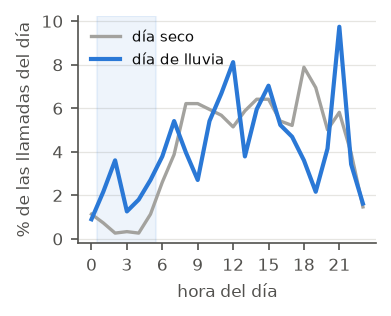 día seco
día de lluvia
% de las llamadas del día
10
8
6
4
2
0
0 3 6 9 12 15 18 21
hora del día